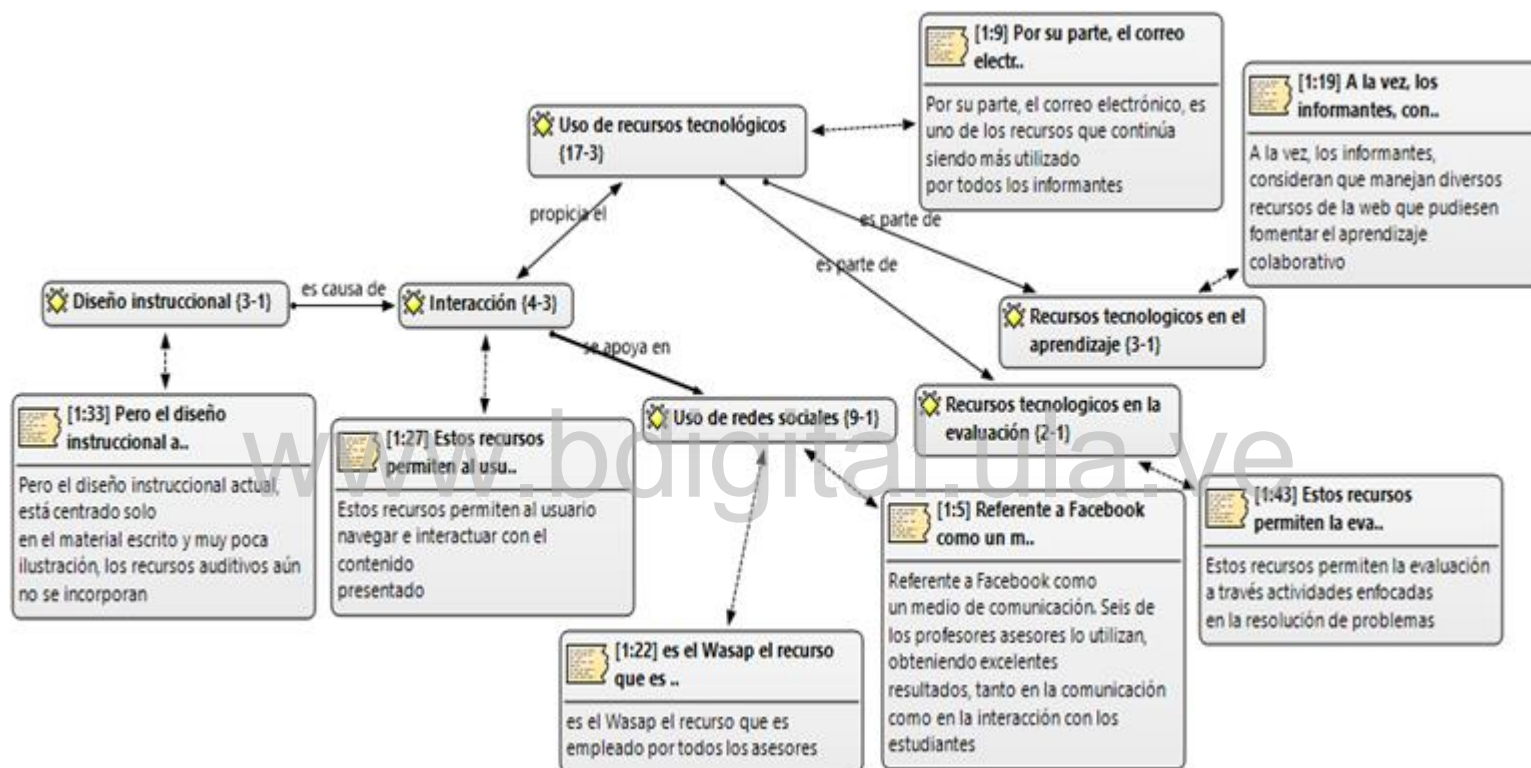 [1:9] Por su parte, el correo
electr..
Por su parte, el correo electrónico, es
uno de los recursos que continúa
siendo más utilizado
por todos los informantes
[1:19] A la vez, los
informantes, con..
A la vez, los informantes,
consideran que manejan diversos
recursos de la web que pudiesen
fomentar el aprendizaje
colaborativo
Uso de recursos tecnológicos
{17-3}
propicia el
es parte de
es parte de
Diseño instruccional {3-1}
es causa de
Interacción {4-3}
se apoya en
Recursos tecnologicos en el
aprendizaje {3-1}
Recursos tecnologicos en la
evaluación {2-1}
Uso de redes sociales {9-1}
[1:33] Pero el diseño
instruccional a..
Pero el diseño instruccional actual,
está centrado solo
en el material escrito y muy poca
ilustración, los recursos auditivos aún
no se incorporan
[1:27] Estos recursos
permiten al usu..
Estos recursos permiten al usuario
navegar e interactuar con el
contenido
presentado
[1:22] es el Wasap el recurso
que es ..
es el Wasap el recurso que es
empleado por todos los asesores
[1:5] Referente a Facebook
como un m..
Referente a Facebook como
un medio de comunicación. Seis de
los profesores asesores lo utilizan,
obteniendo excelentes
resultados, tanto en la comunicación
como en la interacción con los
estudiantes
[1:43] Estos recursos
permiten la eva..
Estos recursos permiten la evaluación
a través actividades enfocadas
en la resolución de problemas
www.bdigital.ula.ve